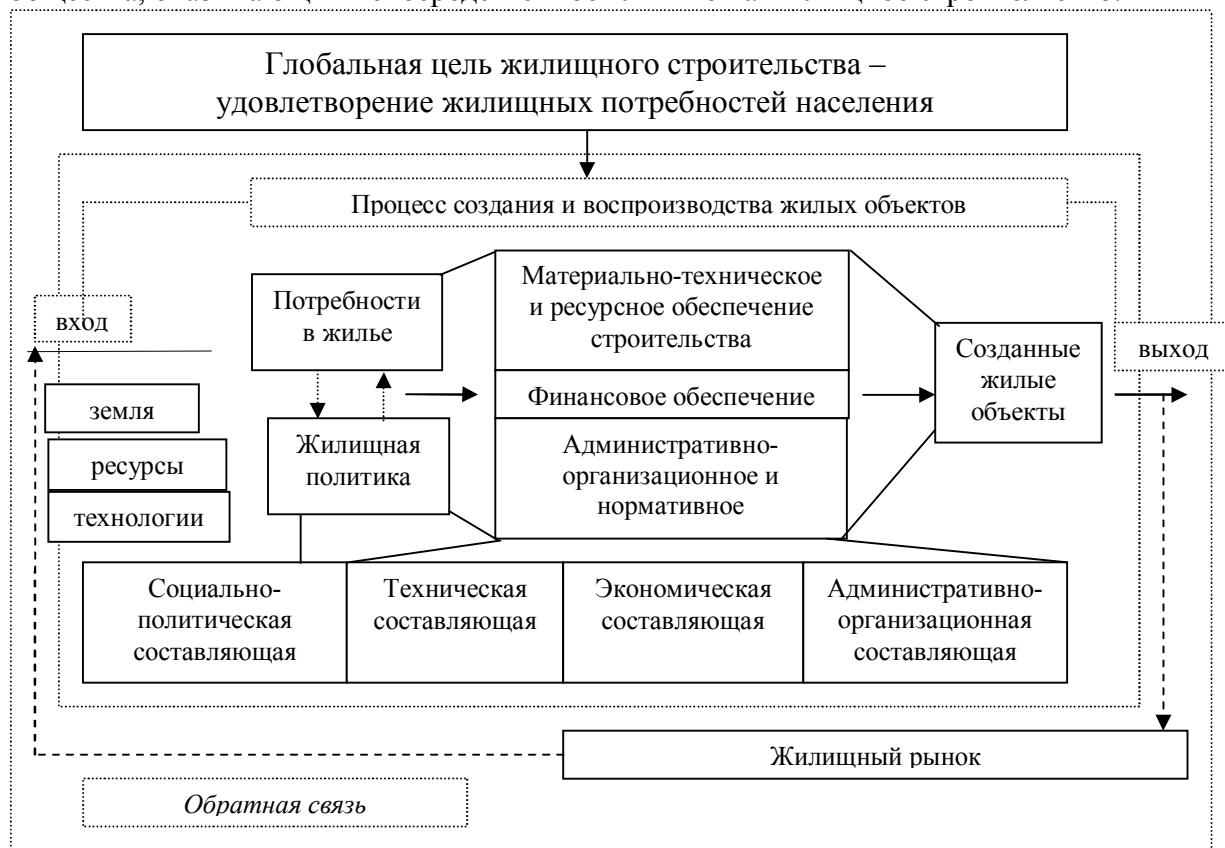 Глобальная цель жилищного строительства –
удовлетворение жилищных потребностей населения
Процесс создания и воспроизводства жилых объектов
вход
Потребности
в жилье
Материально-техническое
и ресурсное обеспечение
строительства
Созданные
жилые
объекты
выход
земля
ресурсы
технологии
Финансовое обеспечение
Жилищная
политика
Административно-
организационное и
нормативное
Социально-
политическая
составляющая
Техническая
составляющая
Экономическая
составляющая
Административно-
организационная
составляющая
Жилищный рынок
Обратная связь